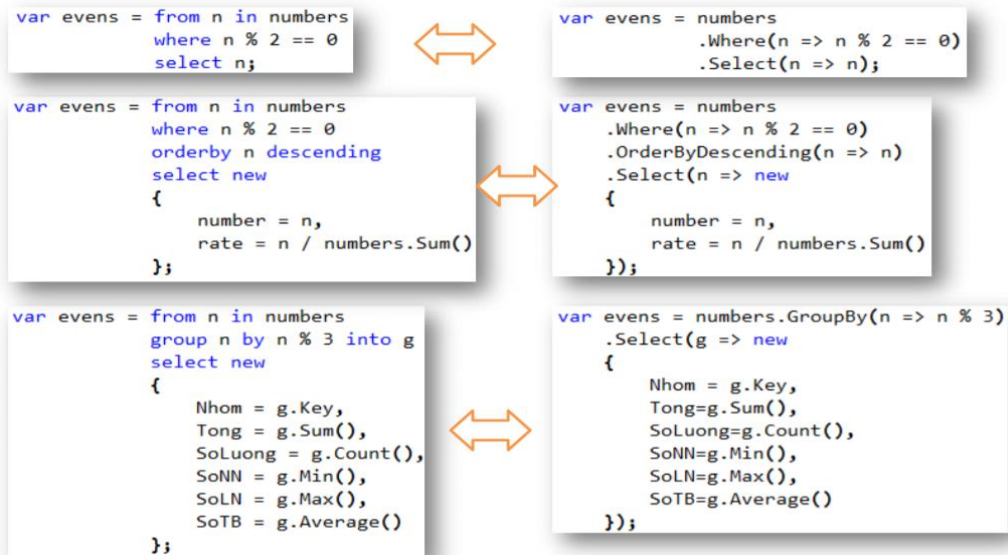 var evens = from n in numbers
where n % 2 == 0
select n;
var evens = numbers
.Where(n => n % 2 == 0)
.Select(n => n);
var evens = from n in numbers
where n % 2 == 0
orderby n descending
select new
{
number = n,
rate = n / numbers.Sum()
};
var evens = numbers
.Where(n => n % 2 == 0)
.OrderByDescending(n => n)
.Select(n => new
{
number = n,
rate = n / numbers.Sum()
});
var evens = from n in numbers
group n by n % 3 into g
select new
{
Nhom = g.Key,
Tong = g.Sum(),
SoLuong = g.Count(),
SoNN = g.Min(),
SoLN = g.Max(),
SoTB = g.Average()
};
var evens = numbers.GroupBy(n => n % 3)
.Select(g => new
{
Nhom = g.Key,
Tong=g.Sum(),
SoLuong=g.Count(),
SoNN=g.Min(),
SoLN=g.Max(),
SoTB=g.Average()
});